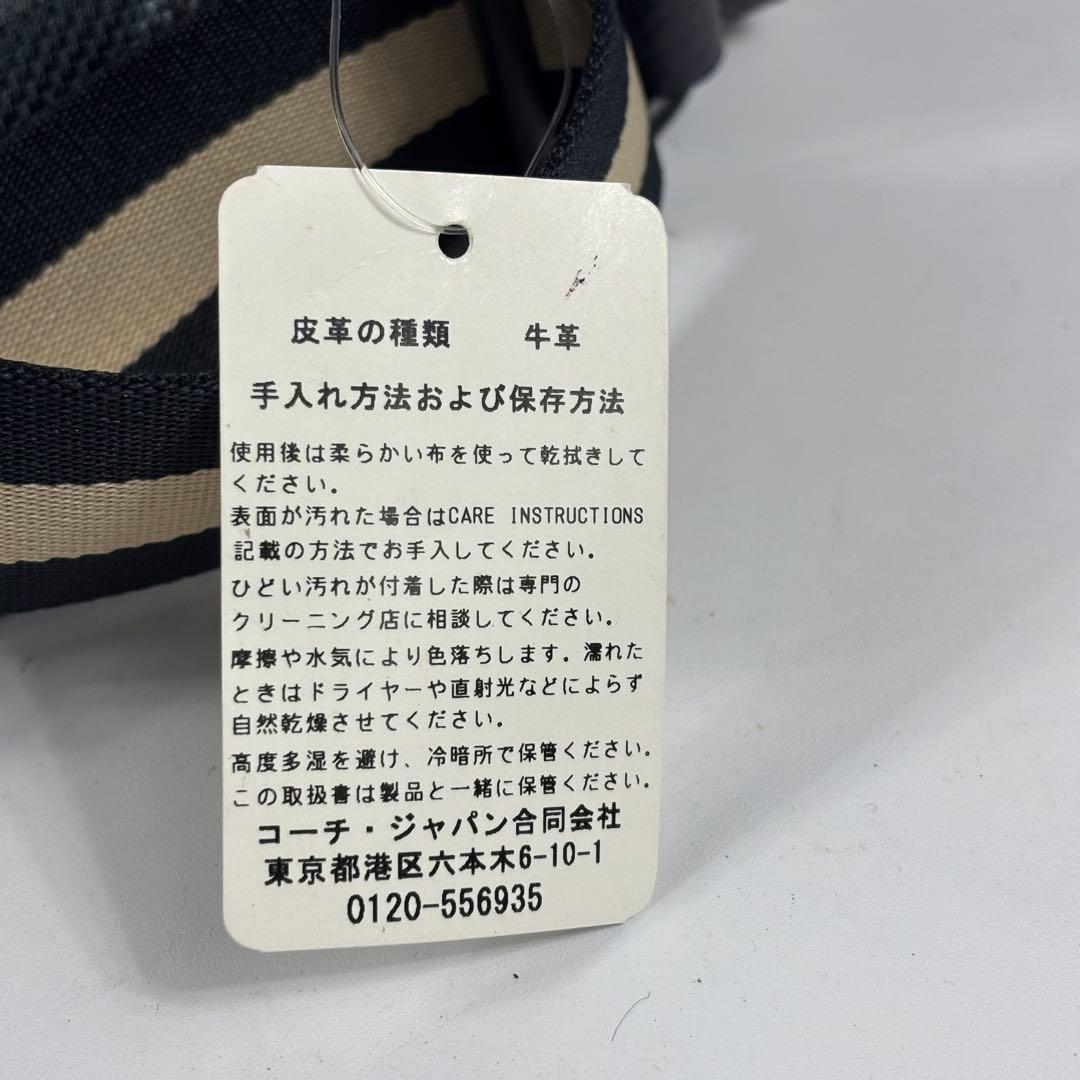 皮革の種類　　牛革
手入れ方法および保存方法
使用後は柔らかい布を使って乾拭きして
ください。
表面が汚れた場合はCARE INSTRUCTIONS
記載の方法でお手入してください。
ひどい汚れが付着した際は専門の
クリーニング店に相談してください。
摩擦や水気により色落ちします。濡れた
ときはドライヤーや直射光などによらず
自然乾燥させてください。
高度多湿を避け、冷暗所で保管ください。
この取扱書は製品と一緒に保管ください。
コーチ・ジャパン合同会社
東京都港区六本木6-10-1
0120-556935